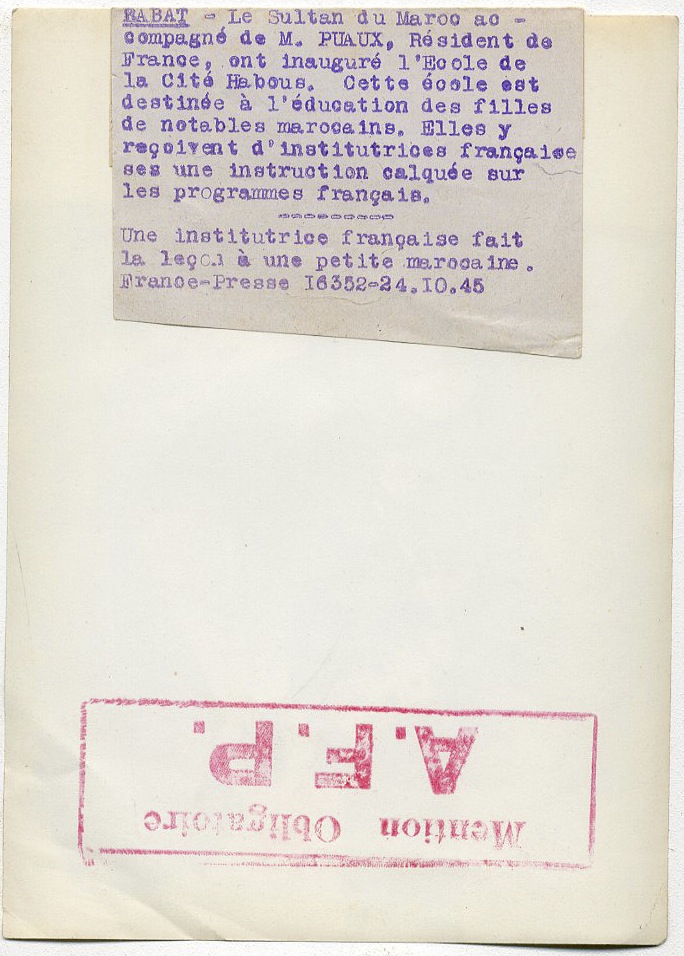 RABAT - Le Sultan du Maroc ac -
compagné de M. PUAUX, Résident de
France, ont inauguré l'Ecole de
la Cité Habous. Cette école est
destinée à l'éducation des filles
de notables marocains. Elles y
reçoivent d'institutrices française
ses une instruction calquée sur
les programmes français.
Une institutrice française fait
la leçon à une petite marocaine.
France-Presse I6352-24.I0.45
Mention Obligatoire
A.F.P.